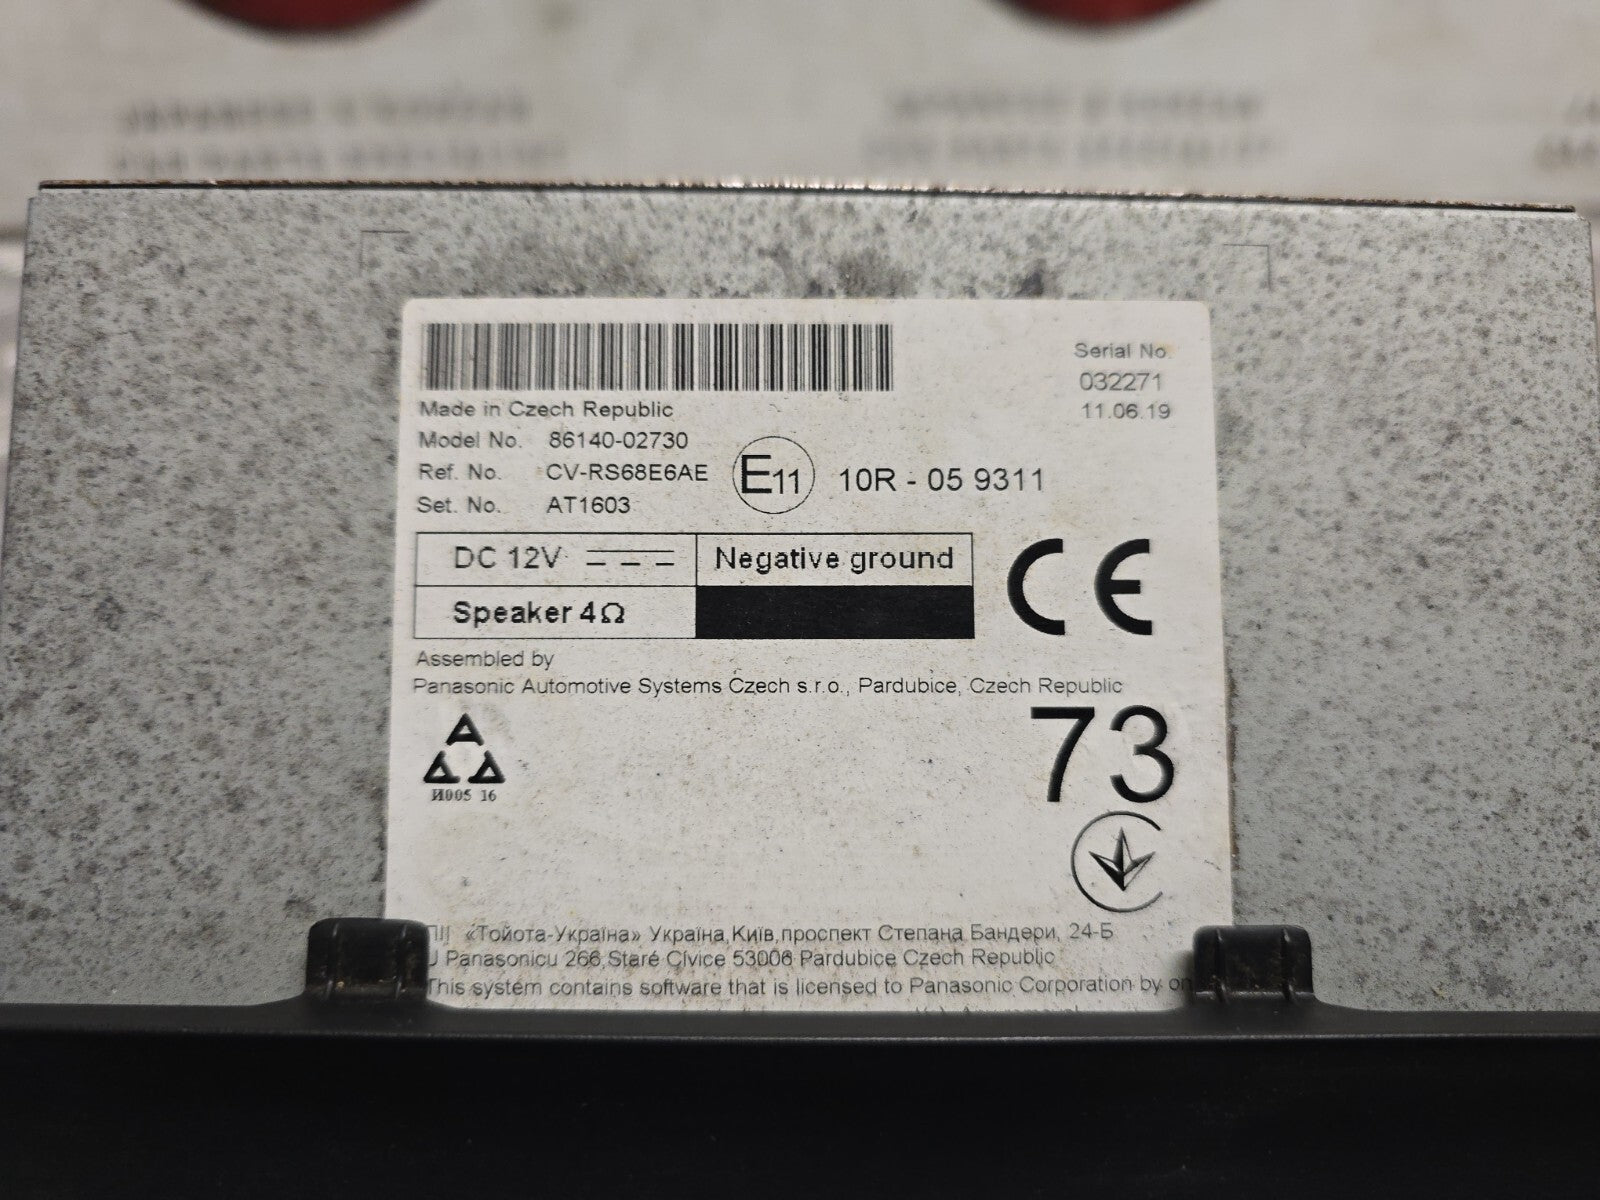 Serial No.
032271
11.06.19
Made in Czech Republic
Model No. 86140-02730
Ref. No. CV-RS68E6AE
Set. No. AT1603
E11 10R - 05 9311
DC 12V Negative ground
Speaker 4Ω
CE
Assembled by
Panasonic Automotive Systems Czech s.r.o., Pardubice, Czech Republic
И005 16
73
«Тойота-Україна» Україна,Київ,проспект Степана Бандери, 24-Б
U Panasonicu 266,Staré Civice 53006 Pardubice Czech Republic
This system contains software that is licensed to Panasonic Corporation by